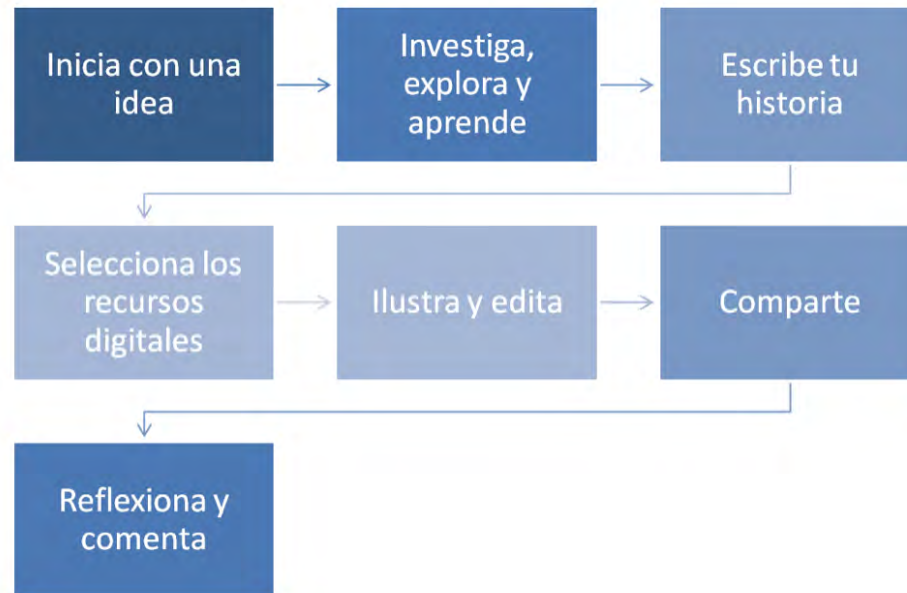 Inicia con una
idea
Investiga,
explora y
aprende
Escribe tu
historia
Selecciona los
recursos
digitales
Ilustra y edita
Comparte
Reflexiona y
comenta